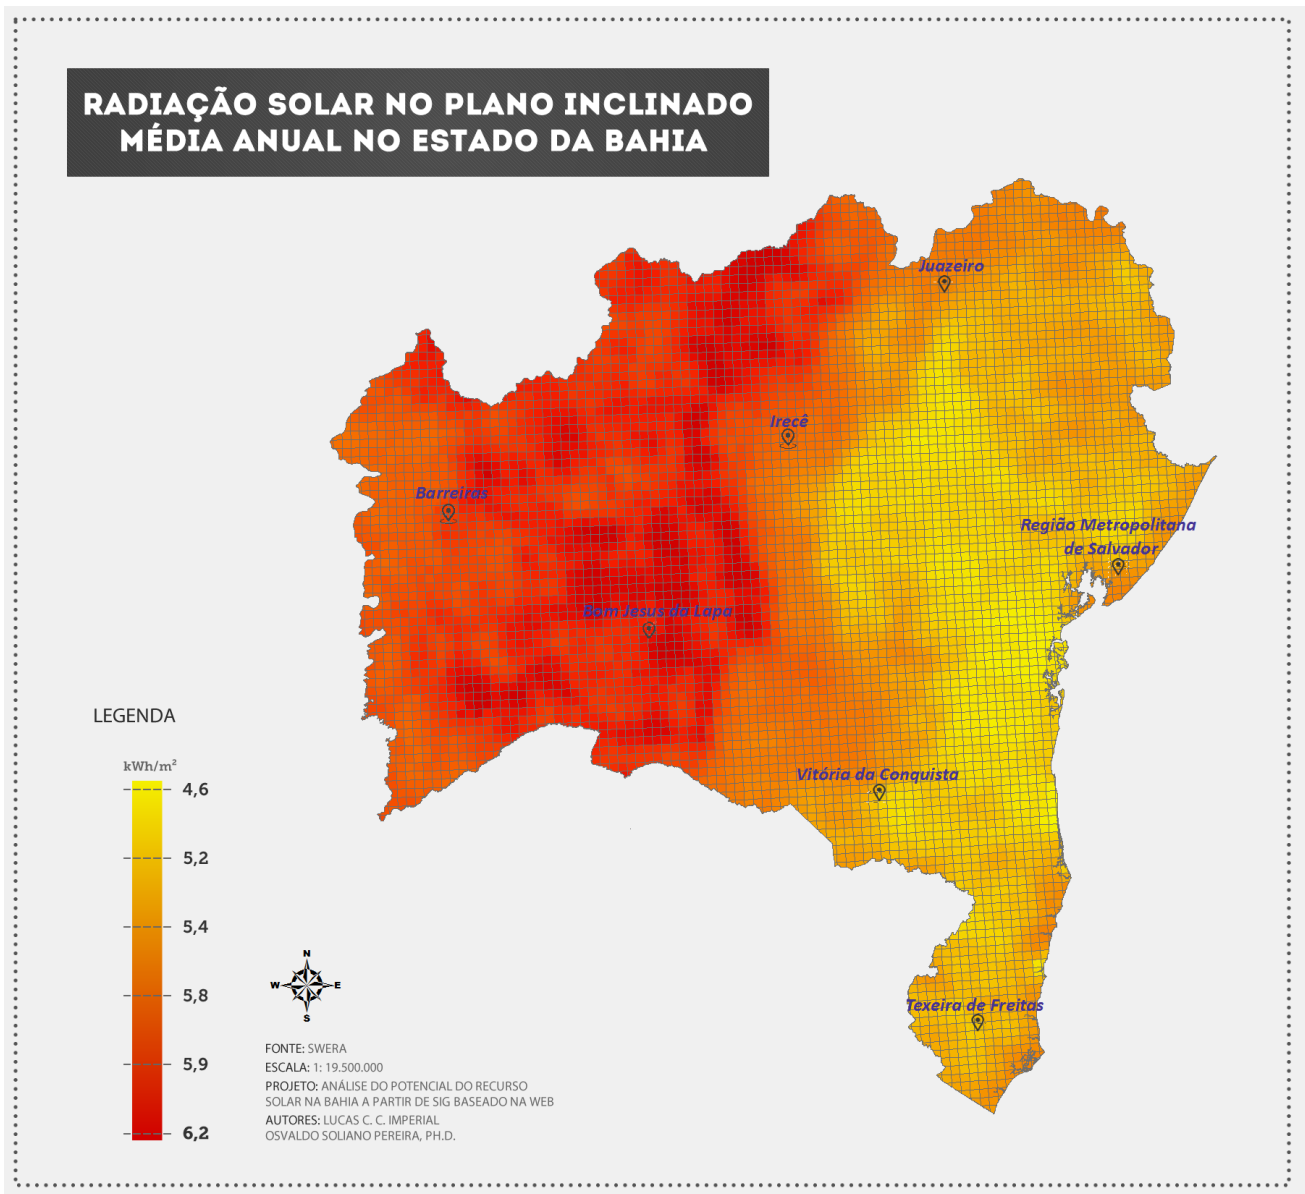 RADIAÇÃO SOLAR NO PLANO INCLINADO
MÉDIA ANUAL NO ESTADO DA BAHIA
Juazeiro
Irecê
Barreiras
Região Metropolitana
de Salvador
Bom Jesus da Lapa
Vitória da Conquista
Texeira de Freitas
LEGENDA
kWh/m²
4,6
5,2
5,4
5,8
5,9
6,2
N
W E
S
FONTE: SWERA
ESCALA: 1: 19.500.000
PROJETO: ANÁLISE DO POTENCIAL DO RECURSO
SOLAR NA BAHIA A PARTIR DE SIG BASEADO NA WEB
AUTORES: LUCAS C. C. IMPERIAL
OSVALDO SOLIANO PEREIRA, PH.D.